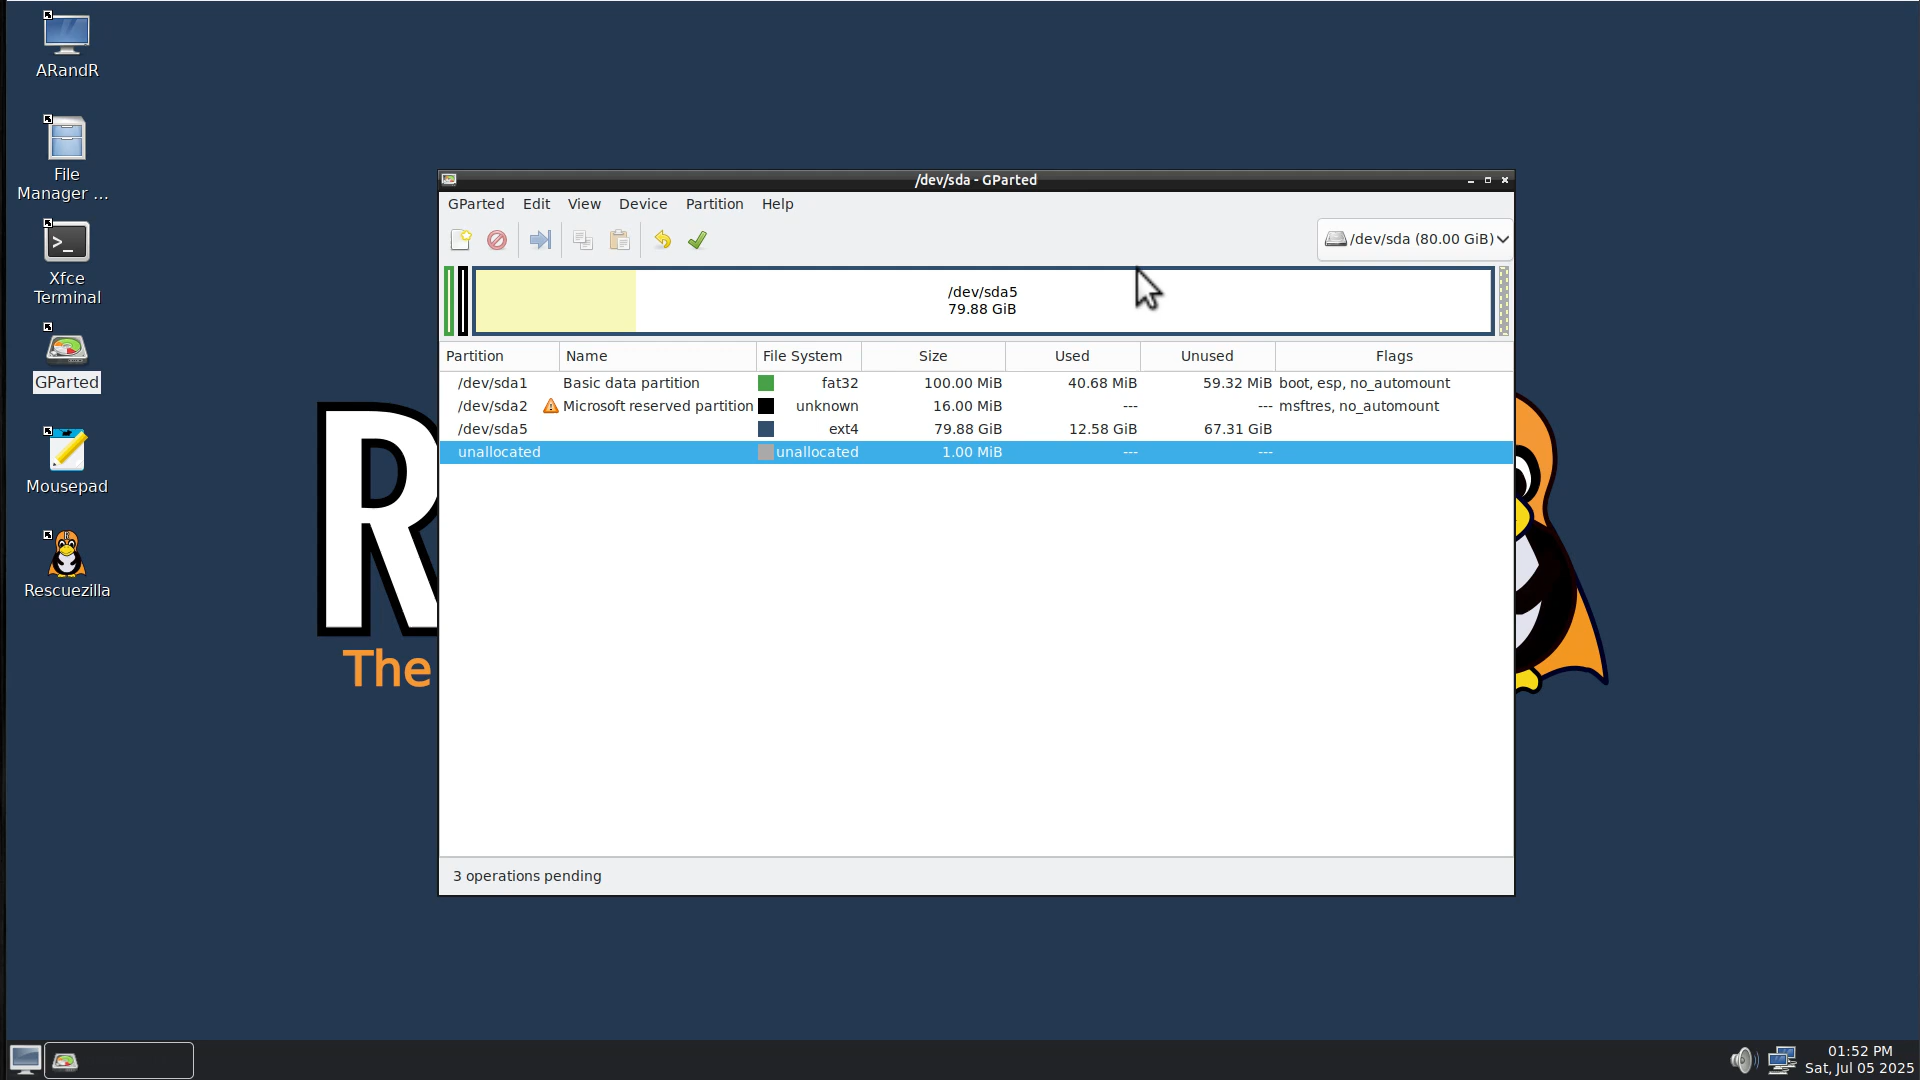 ARandR
File
Manager ...
Xfce
Terminal
GParted
Mousepad
Rescuezilla
R
The
/dev/sda - GParted
GParted Edit View Device Partition Help
/dev/sda (80.00 GiB)
/dev/sda5
79.88 GiB
Partition Name File System Size Used Unused Flags
/dev/sda1 Basic data partition fat32 100.00 MiB 40.68 MiB 59.32 MiB boot, esp, no_automount
/dev/sda2 Microsoft reserved partition unknown 16.00 MiB --- --- msftres, no_automount
/dev/sda5 ext4 79.88 GiB 12.58 GiB 67.31 GiB
unallocated unallocated 1.00 MiB --- ---
3 operations pending
01:52 PM
Sat, Jul 05 2025